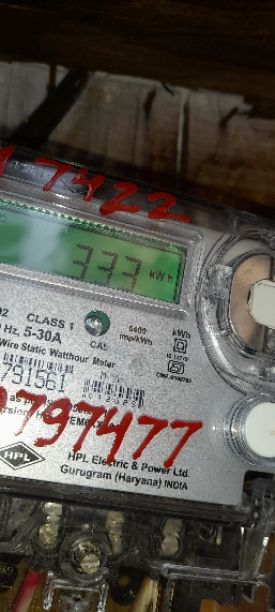 7422
333 kWh
CLASS 1
Hz, 5-30A
CAL
6400
imp/kWh
kWh
Wire Static Watthour Meter
791561
797477
HPL
HPL Electric & Power Ltd.
Gurugram (Haryana) INDIA